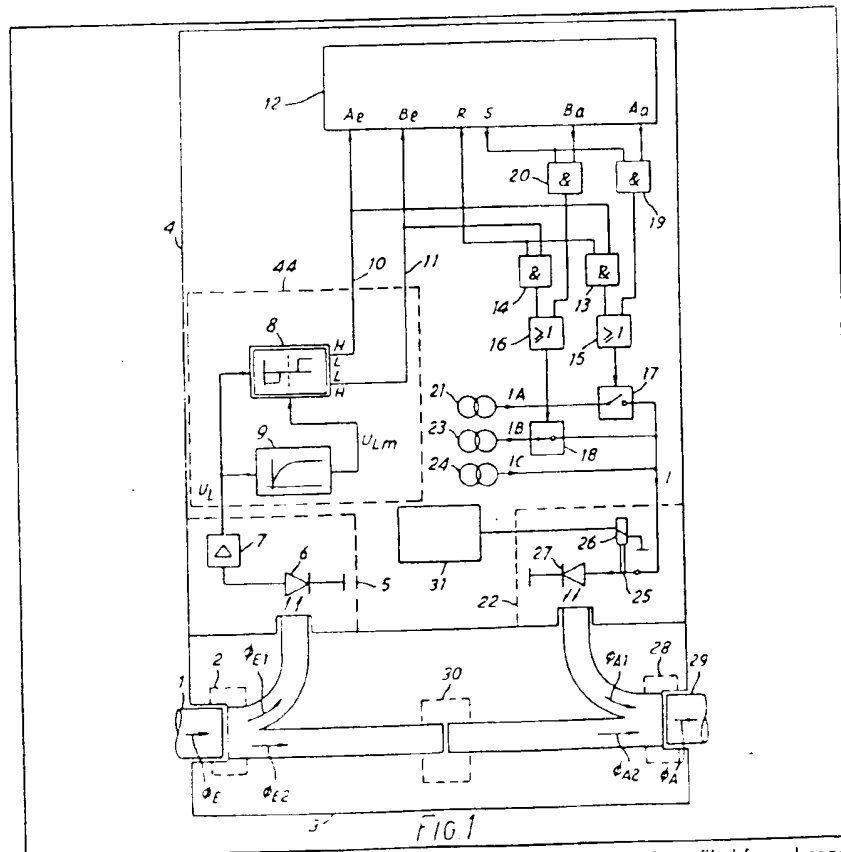 12
Ae Be R S Ba Aa
20 & & 19
4
10 11
44
14 & & 13
8
H
L
L
H
16 ≥1 ≥1 15
17
21 IA
23 IB
18
24 IC
9
ULm
UL
I
7
6
5
31
26
27
22
25
ΦE1
2
1
ΦE
ΦE2
30
ΦA1
28
29
ΦA2
ΦA
3
FIG.1